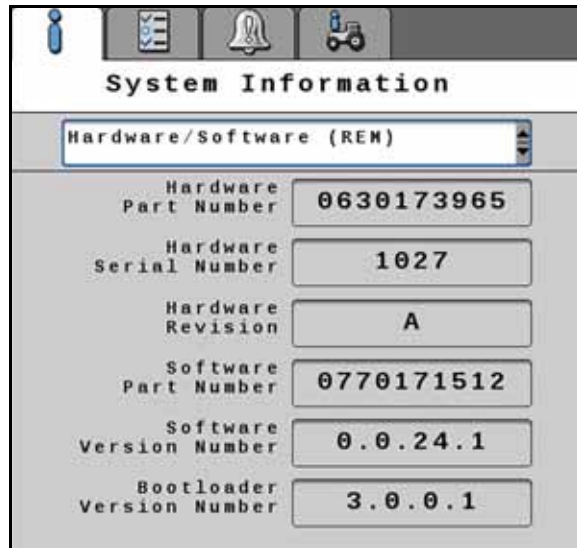 System Information
Hardware/Software (REM)
Hardware
Part Number
0630173965
Hardware
Serial Number
1027
Hardware
Revision
A
Software
Part Number
0770171512
Software
Version Number
0.0.24.1
Bootloader
Version Number
3.0.0.1